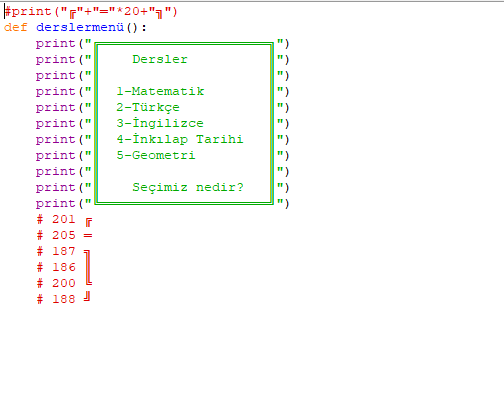 #print("╔"+"═"*20+"╗")
def derslermenü():
    print("╔═════════════════════╗")
    print("║    Dersler          ║")
    print("║                     ║")
    print("║  1-Matematik        ║")
    print("║  2-Türkçe           ║")
    print("║  3-İngilizce        ║")
    print("║  4-İnkılap Tarihi   ║")
    print("║  5-Geometri         ║")
    print("║                     ║")
    print("║    Seçimiz nedir?   ║")
    print("╚═════════════════════╝")
    # 201 ╔
    # 205 ═
    # 187 ╗
    # 186 ║
    # 200 ╚
    # 188 ╝